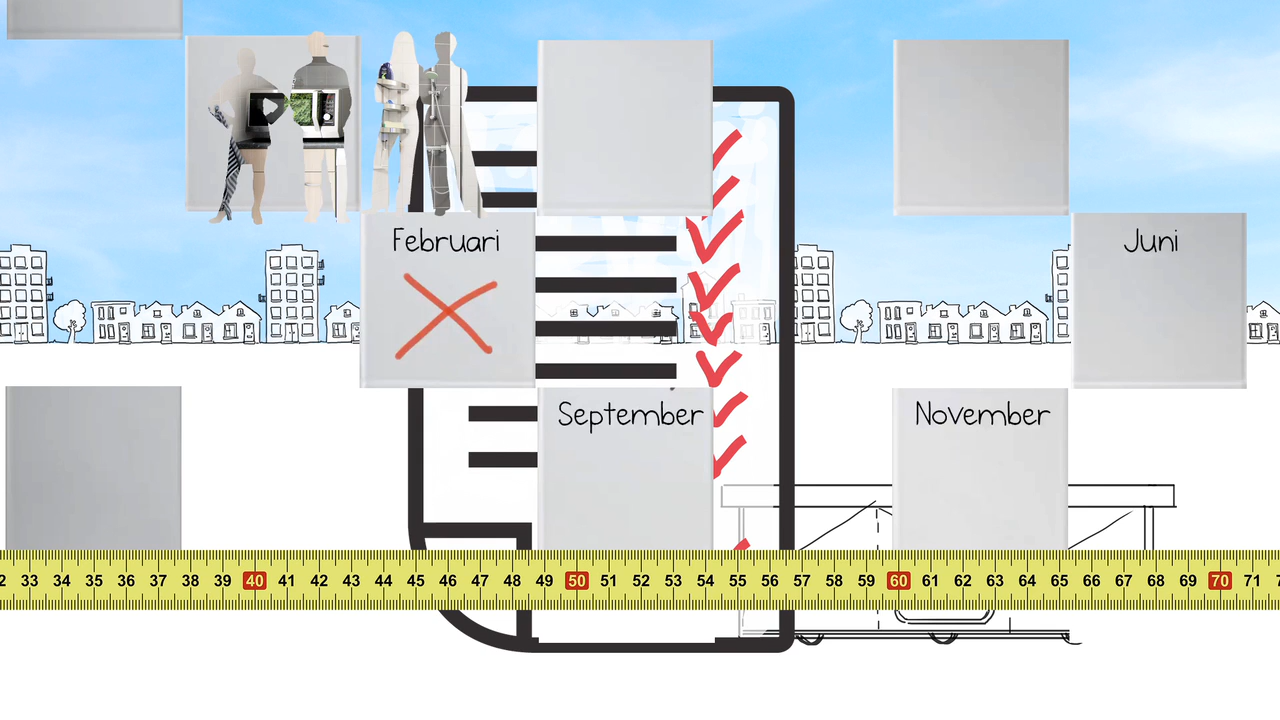 Februari
Juni
September
November
2 33 34 35 36 37 38 39 40 41 42 43 44 45 46 47 48 49 50 51 52 53 54 55 56 57 58 59 60 61 62 63 64 65 66 67 68 69 70 71 7